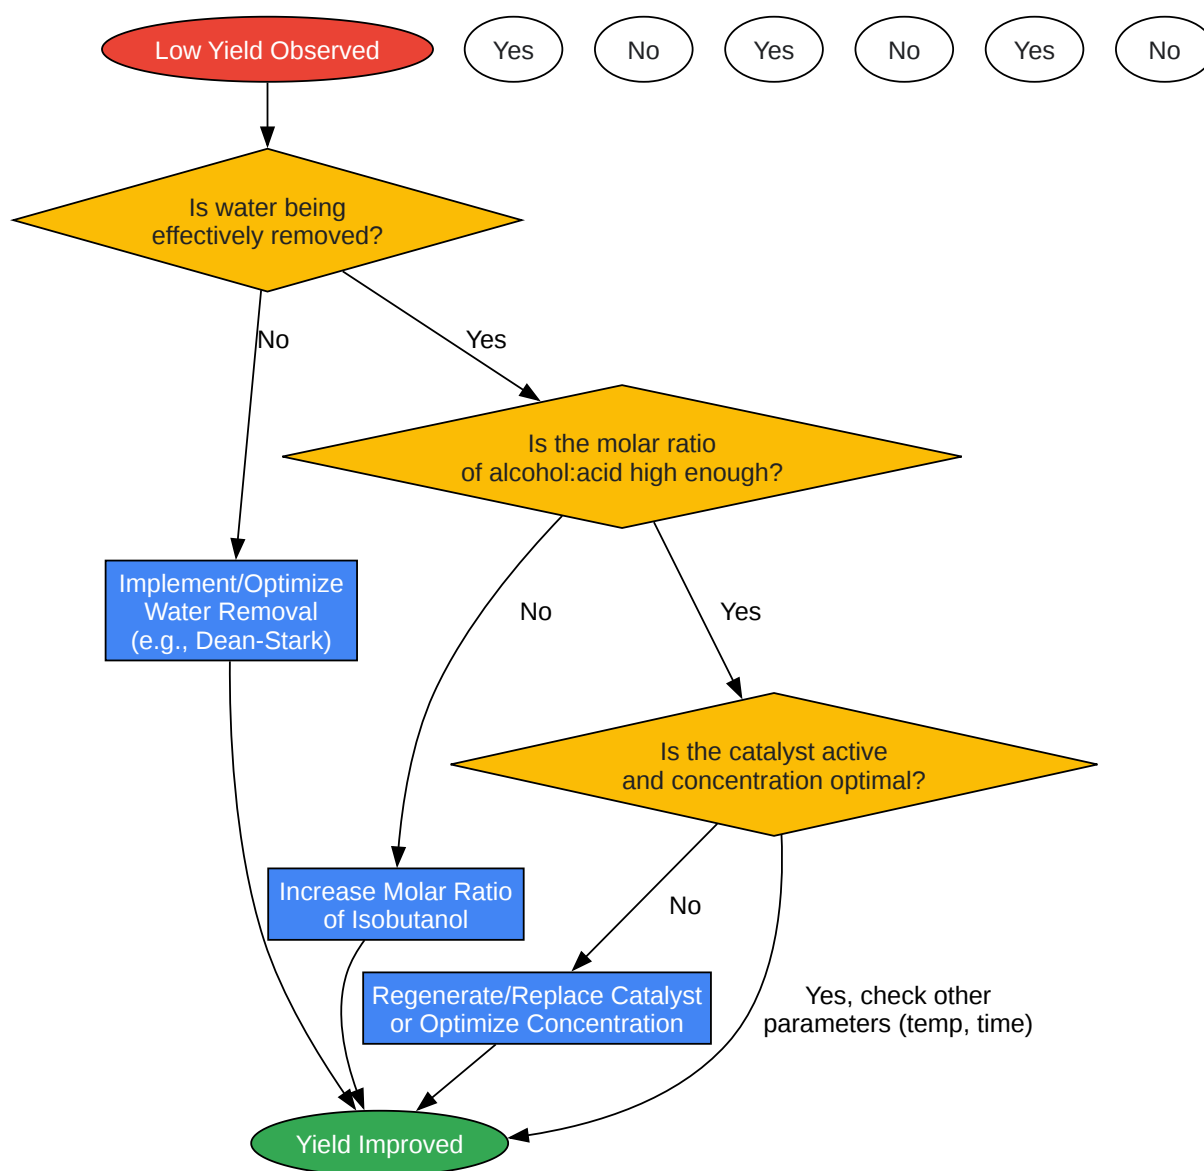 Low Yield Observed
Yes
No
Yes
No
Yes
No
Is water being
effectively removed?
No
Yes
Is the molar ratio
of alcohol:acid high enough?
Implement/Optimize
Water Removal
(e.g., Dean-Stark)
No
Yes
Is the catalyst active
and concentration optimal?
Increase Molar Ratio
of Isobutanol
No
Regenerate/Replace Catalyst
or Optimize Concentration
Yes, check other
parameters (temp, time)
Yield Improved